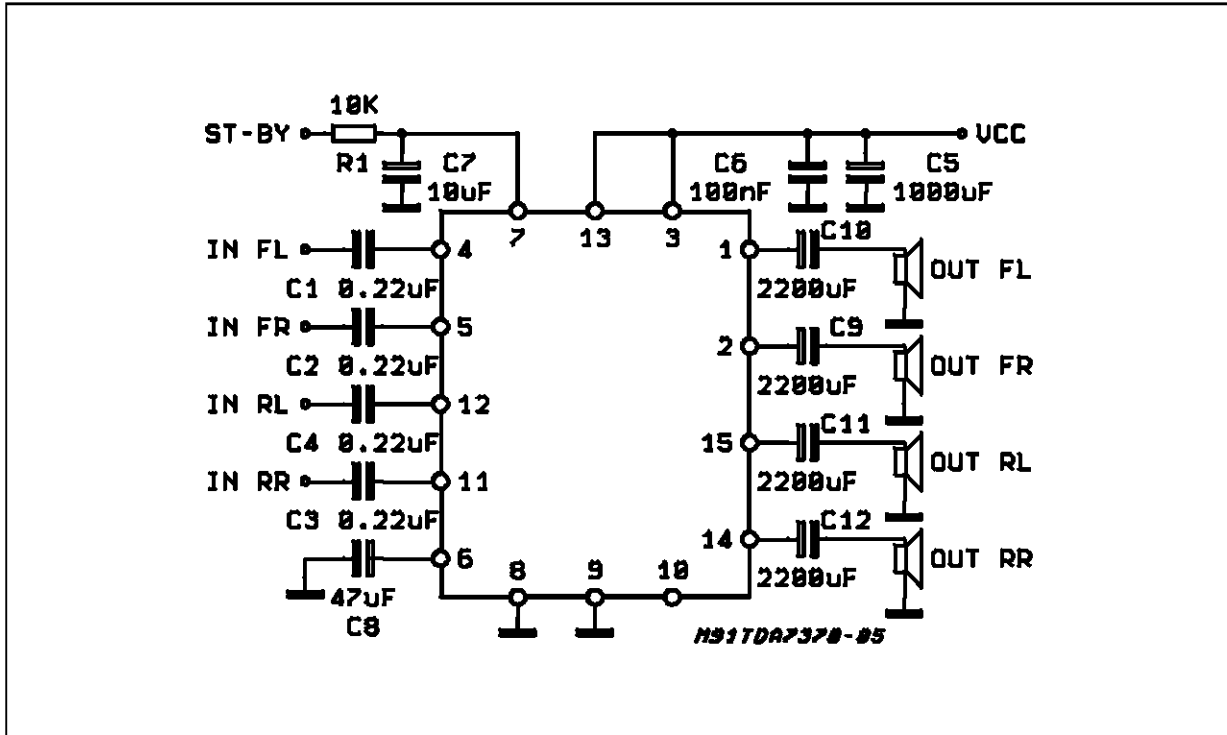 10K
ST-BY
VCC
R1
C7
10uF
C6
100nF
C5
1000uF
7
13
3
IN FL
4
C1 0.22uF
1
C10
2200uF
OUT FL
IN FR
5
C2 0.22uF
2
C9
2200uF
OUT FR
IN RL
12
C4 0.22uF
15
C11
2200uF
OUT RL
IN RR
11
C3 0.22uF
14
C12
2200uF
OUT RR
6
47uF
C8
8
9
10
M91TDA7370-05